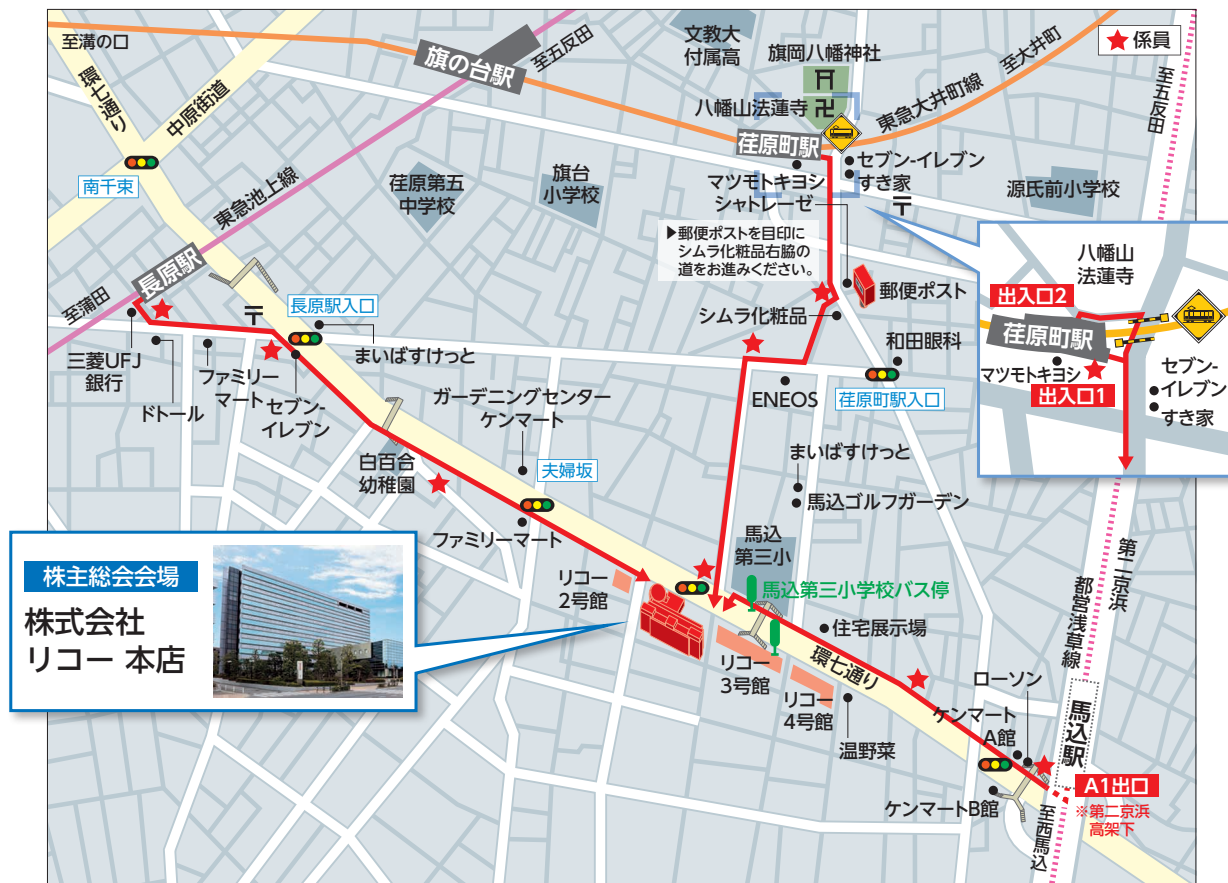 至溝の口
環七通り
中原街道
旗の台駅
至五反田
文教大
付属高
旗岡八幡神社
八幡山法蓮寺
卍
東急大井町線
至大井町
★係員
至五反田
南千束
東急池上線
荏原第五
中学校
旗台
小学校
荏原町駅
マツモトキヨシ
シャトレーゼ
セブン-イレブン
すき家
〒
源氏前小学校
▶郵便ポストを目印に
シムラ化粧品右脇の
道をお進みください。
郵便ポスト
シムラ化粧品
八幡山
法蓮寺
出入口2
荏原町駅
マツモトキヨシ
出入口1
セブン-
イレブン
すき家
長原駅
至蒲田
〒
長原駅入口
まいばすけっと
三菱UFJ
銀行
ドトール
ファミリー
マート
セブン-
イレブン
和田眼科
ENEOS
荏原町駅入口
ガーデニングセンター
ケンマート
白百合
幼稚園
夫婦坂
ファミリーマート
まいばすけっと
馬込ゴルフガーデン
馬込
第三小
馬込第三小学校バス停
リコー
2号館
株主総会会場
株式会社
リコー 本店
リコー
3号館
リコー
4号館
住宅展示場
環七通り
温野菜
ローソン
ケンマート
A館
ケンマートB館
第二京浜
都営浅草線
馬込駅
A1出口
※第二京浜
高架下
至西馬込